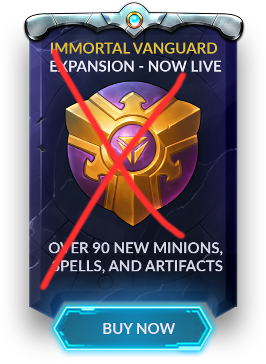 IMMORTAL VANGUARD
EXPANSION - NOW LIVE
OVER 90 NEW MINIONS,
SPELLS, AND ARTIFACTS
BUY NOW